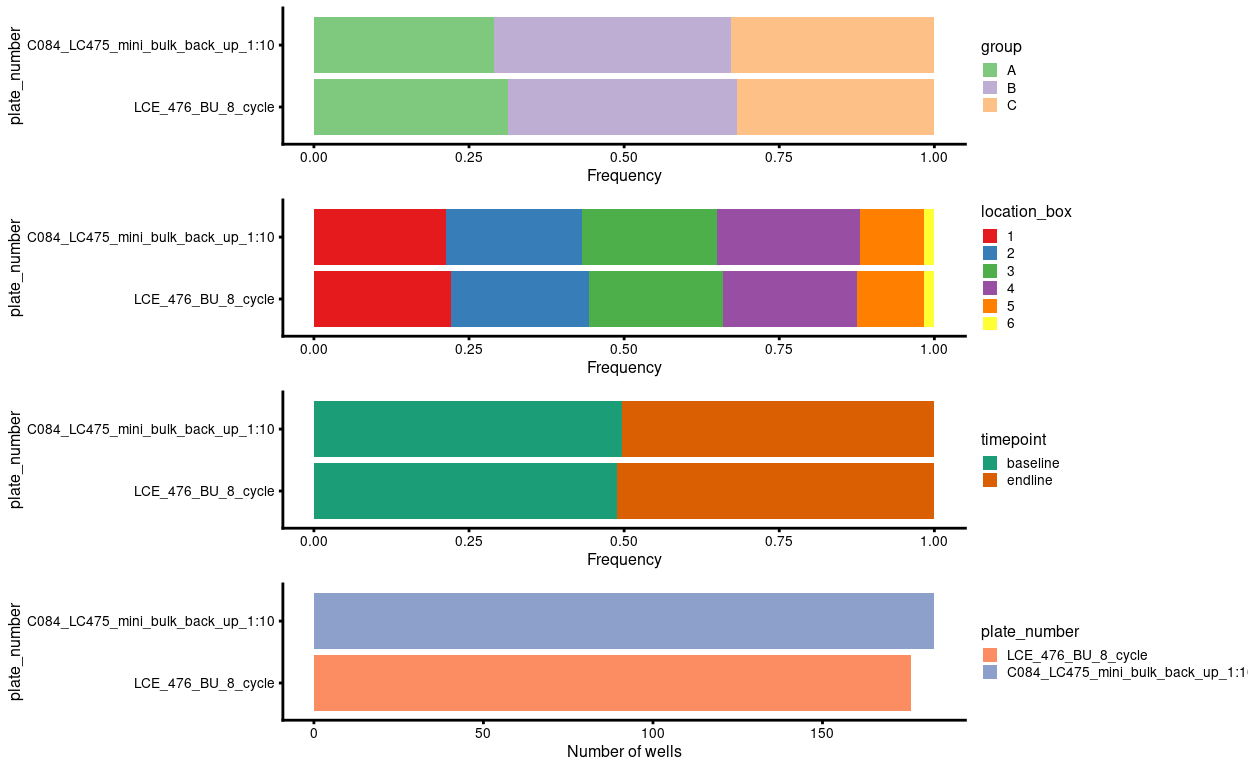 plate_number
C084_LC475_mini_bulk_back_up_1:10
LCE_476_BU_8_cycle
0.00 0.25 0.50 0.75 1.00
Frequency
group
A
B
C
plate_number
C084_LC475_mini_bulk_back_up_1:10
LCE_476_BU_8_cycle
0.00 0.25 0.50 0.75 1.00
Frequency
location_box
1
2
3
4
5
6
plate_number
C084_LC475_mini_bulk_back_up_1:10
LCE_476_BU_8_cycle
0.00 0.25 0.50 0.75 1.00
Frequency
timepoint
baseline
endline
plate_number
C084_LC475_mini_bulk_back_up_1:10
LCE_476_BU_8_cycle
0 50 100 150
Number of wells
plate_number
LCE_476_BU_8_cycle
C084_LC475_mini_bulk_back_up_1:1